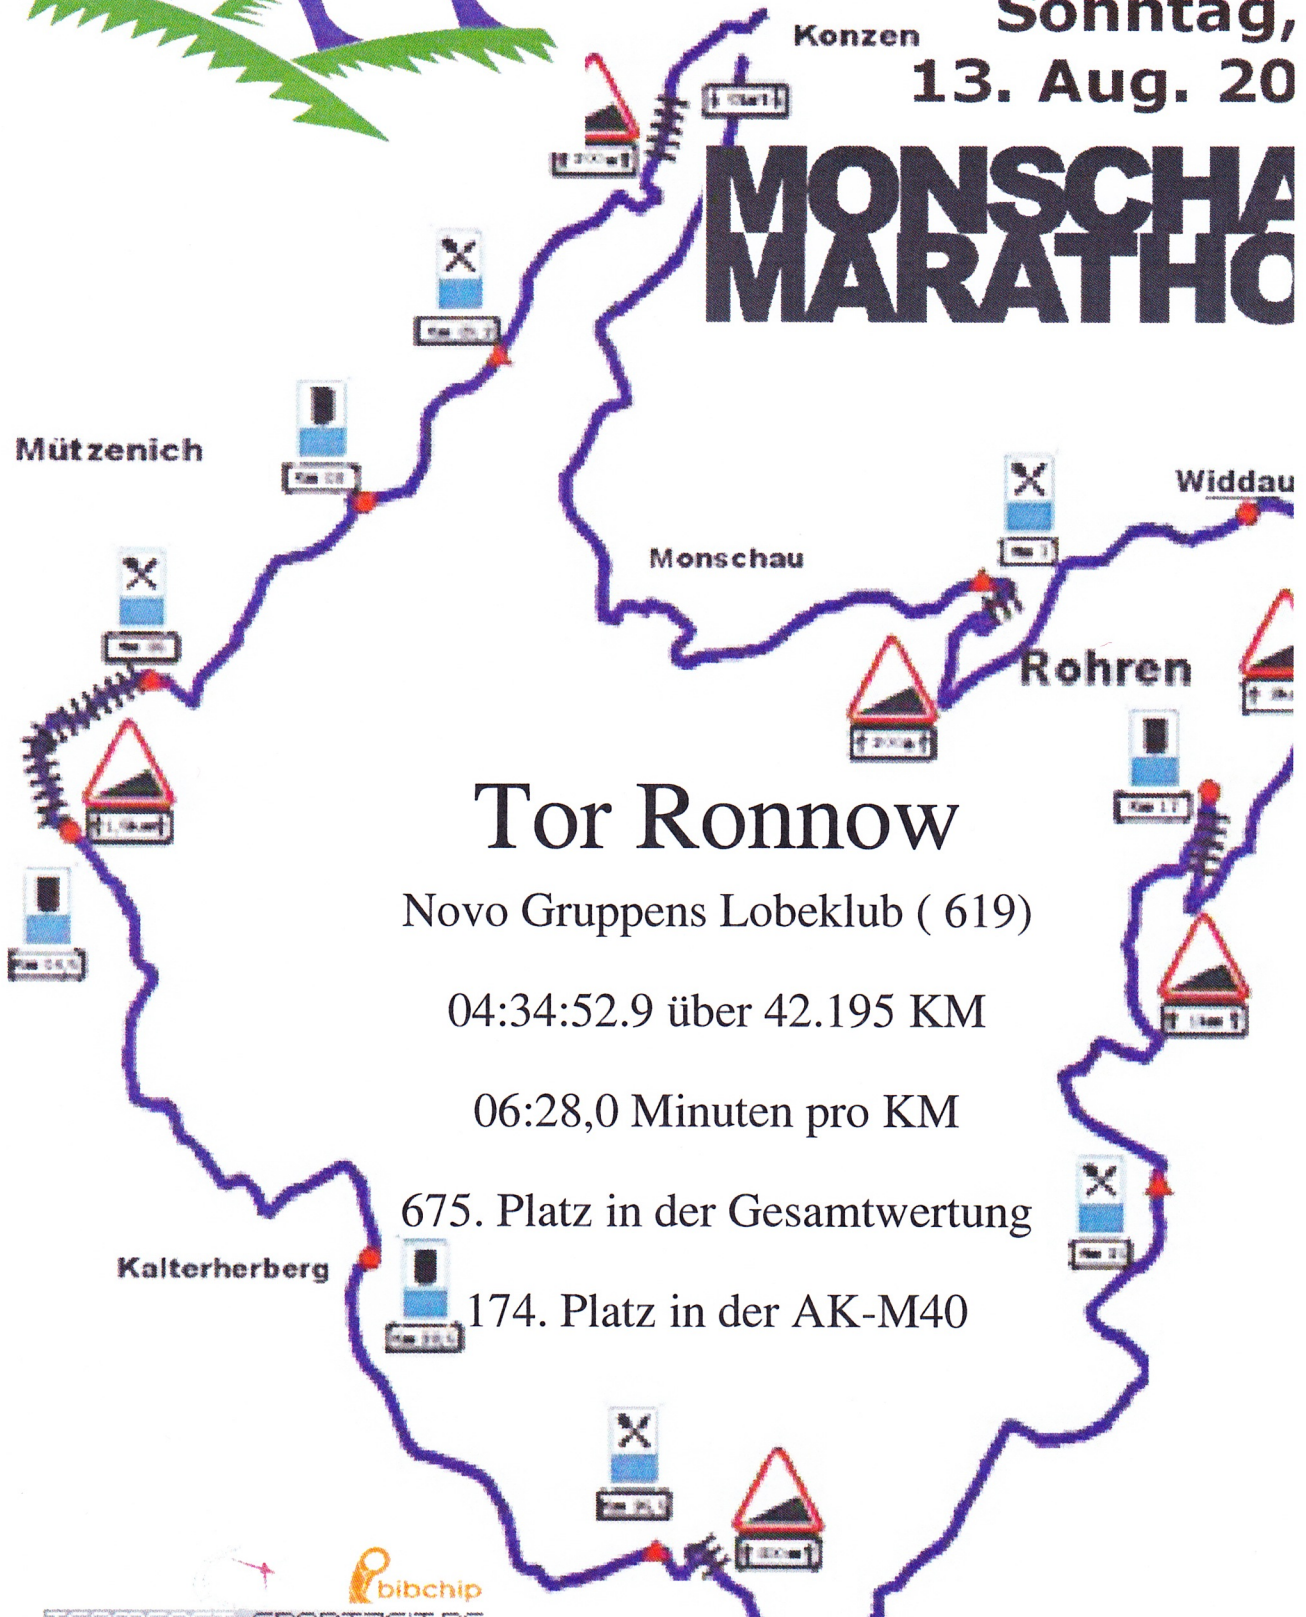 Sonntag,
Konzen
13. Aug. 20
MONSCHA
MARATHO
Mützenich
Widdau
Monschau
Rohren
Tor Ronnow
Novo Gruppens Lobeklub ( 619)
04:34:52.9 über 42.195 KM
06:28,0 Minuten pro KM
675. Platz in der Gesamtwertung
Kalterherberg
174. Platz in der AK-M40
bibchip